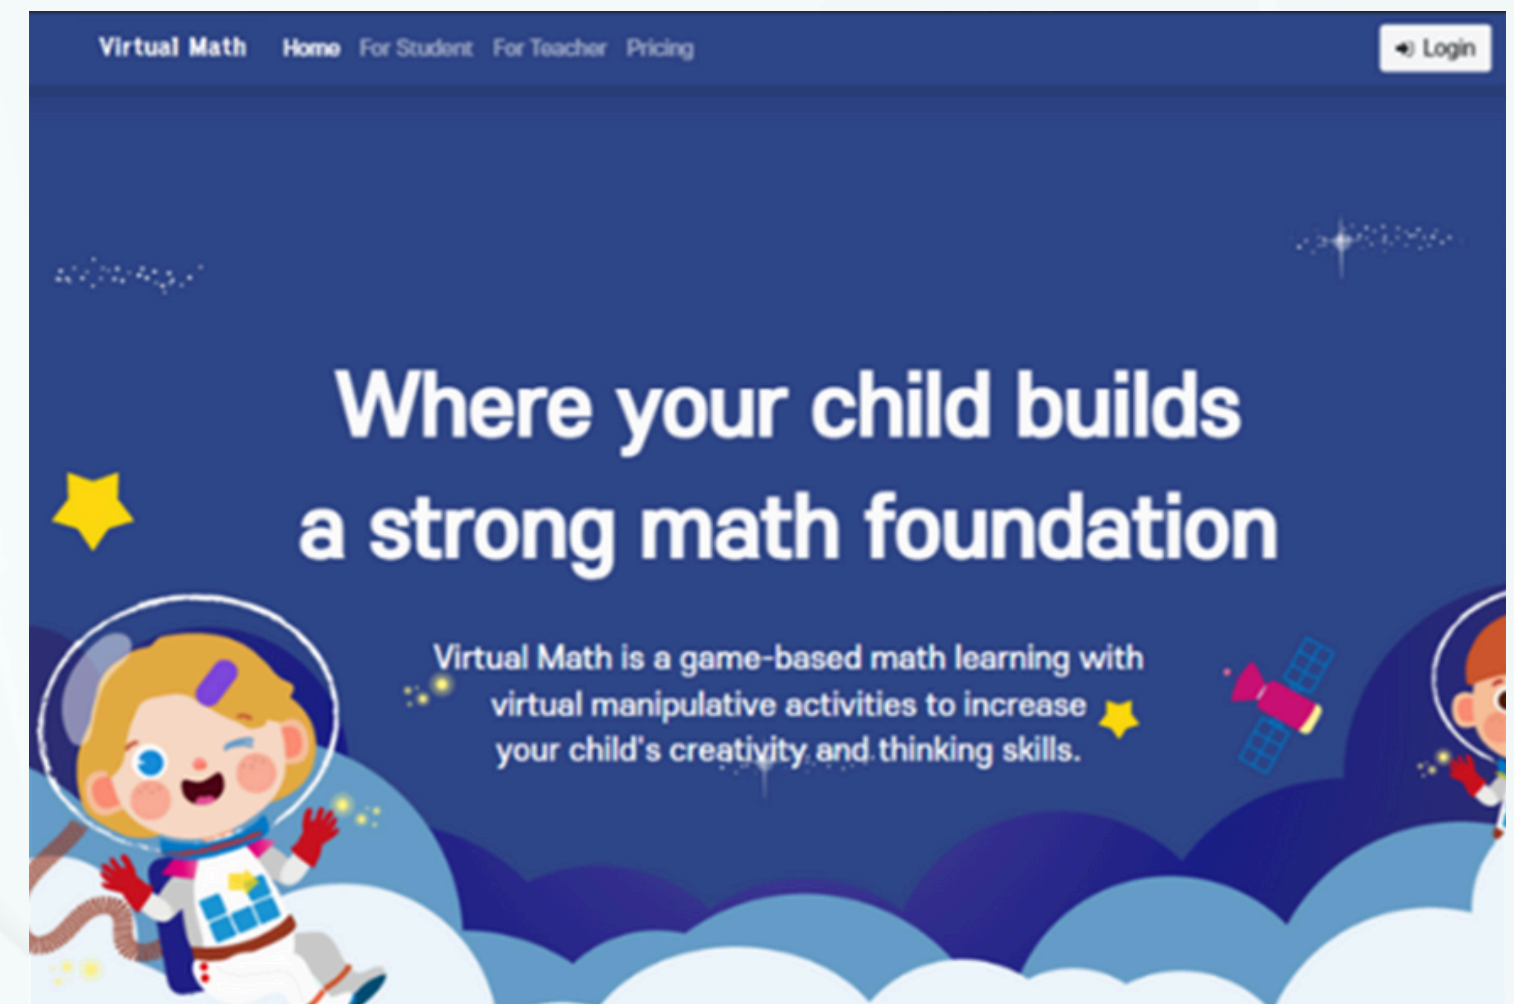 Virtual Math Home For Student For Teacher Pricing Login
Where your child builds
a strong math foundation
Virtual Math is a game-based math learning with
virtual manipulative activities to increase
your child's creativity and thinking skills.